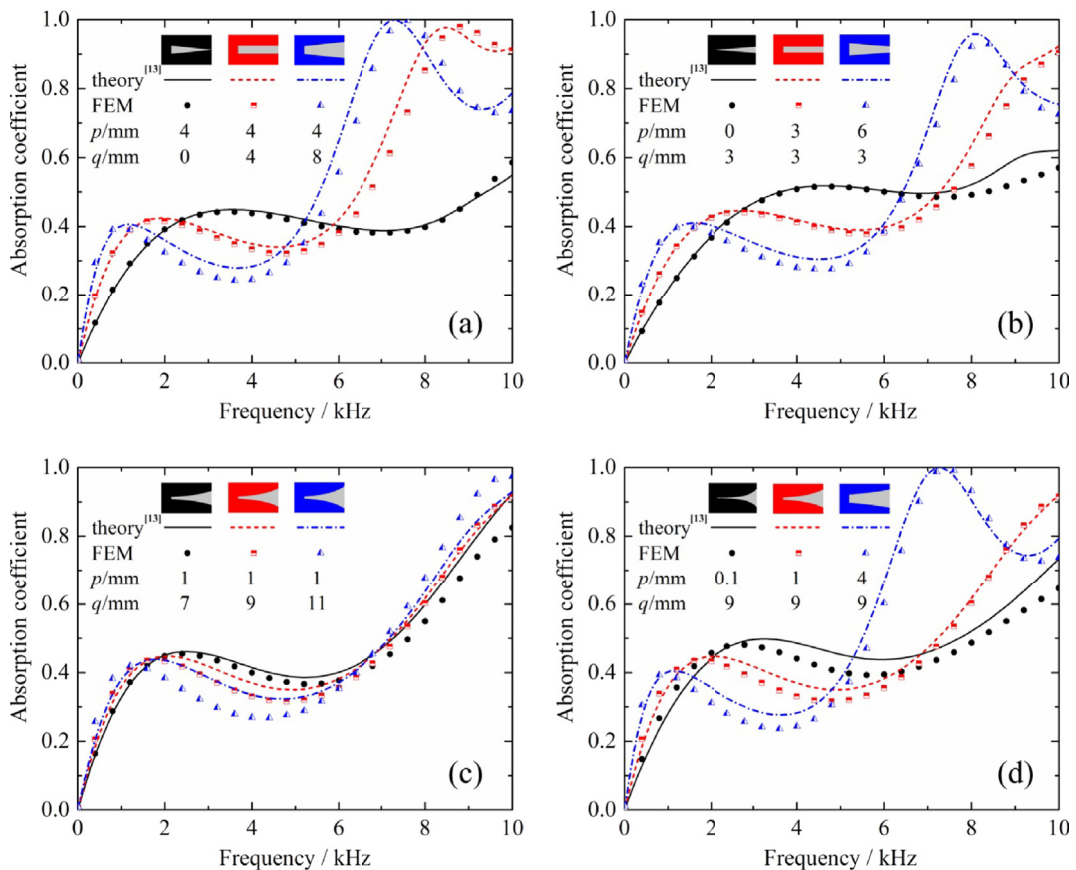 Absorption coefficient
1.0
0.8
0.6
0.4
0.2
0.0
theory[13]
FEM
p/mm 4 4 4
q/mm 0 4 8
(a)
0 2 4 6 8 10
Frequency / kHz
Absorption coefficient
1.0
0.8
0.6
0.4
0.2
0.0
theory[13]
FEM
p/mm 0 3 6
q/mm 3 3 3
(b)
0 2 4 6 8 10
Frequency / kHz
Absorption coefficient
1.0
0.8
0.6
0.4
0.2
0.0
theory[13]
FEM
p/mm 1 1 1
q/mm 7 9 11
(c)
0 2 4 6 8 10
Frequency / kHz
Absorption coefficient
1.0
0.8
0.6
0.4
0.2
0.0
theory[13]
FEM
p/mm 0.1 1 4
q/mm 9 9 9
(d)
0 2 4 6 8 10
Frequency / kHz